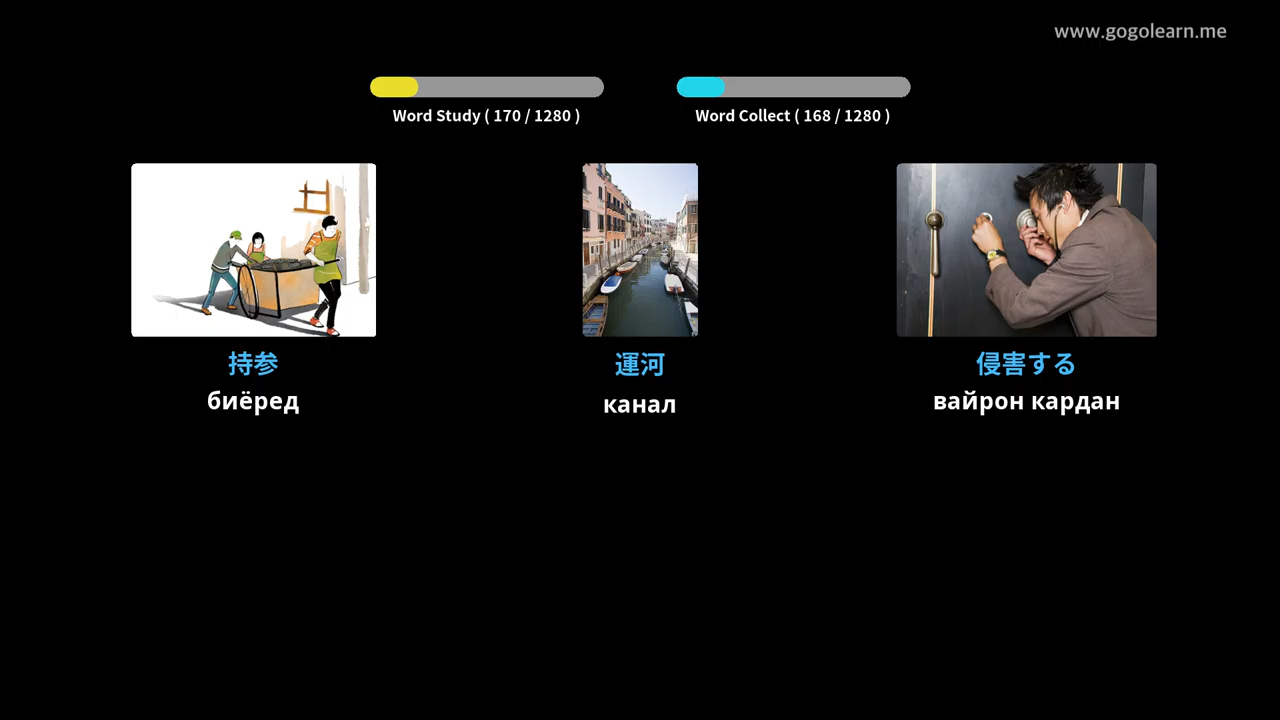 www.gogolearn.me
Word Study ( 170 / 1280 )
Word Collect ( 168 / 1280 )
持参
биёред
運河
канал
侵害する
вайрон кардан